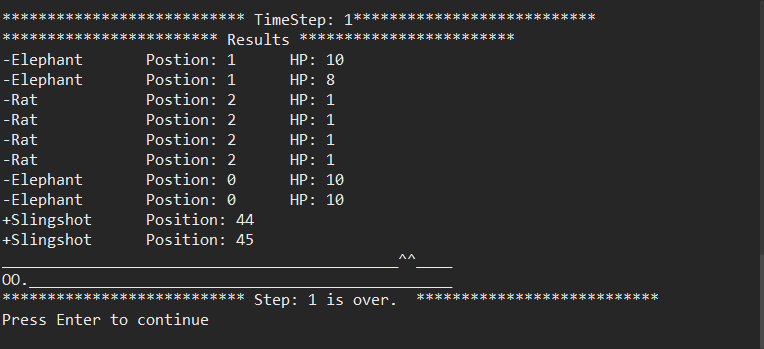 *************************** TimeStep: 1***************************
************************ Results ************************
-Elephant       Postion: 1      HP: 10
-Elephant       Postion: 1      HP: 8
-Rat            Postion: 2      HP: 1
-Rat            Postion: 2      HP: 1
-Rat            Postion: 2      HP: 1
-Rat            Postion: 2      HP: 1
-Elephant       Postion: 0      HP: 10
-Elephant       Postion: 0      HP: 10
+Slingshot      Position: 44
+Slingshot      Position: 45
____________________________________________^^____
OO._______________________________________________
*************************** Step: 1 is over.  ***************************
Press Enter to continue